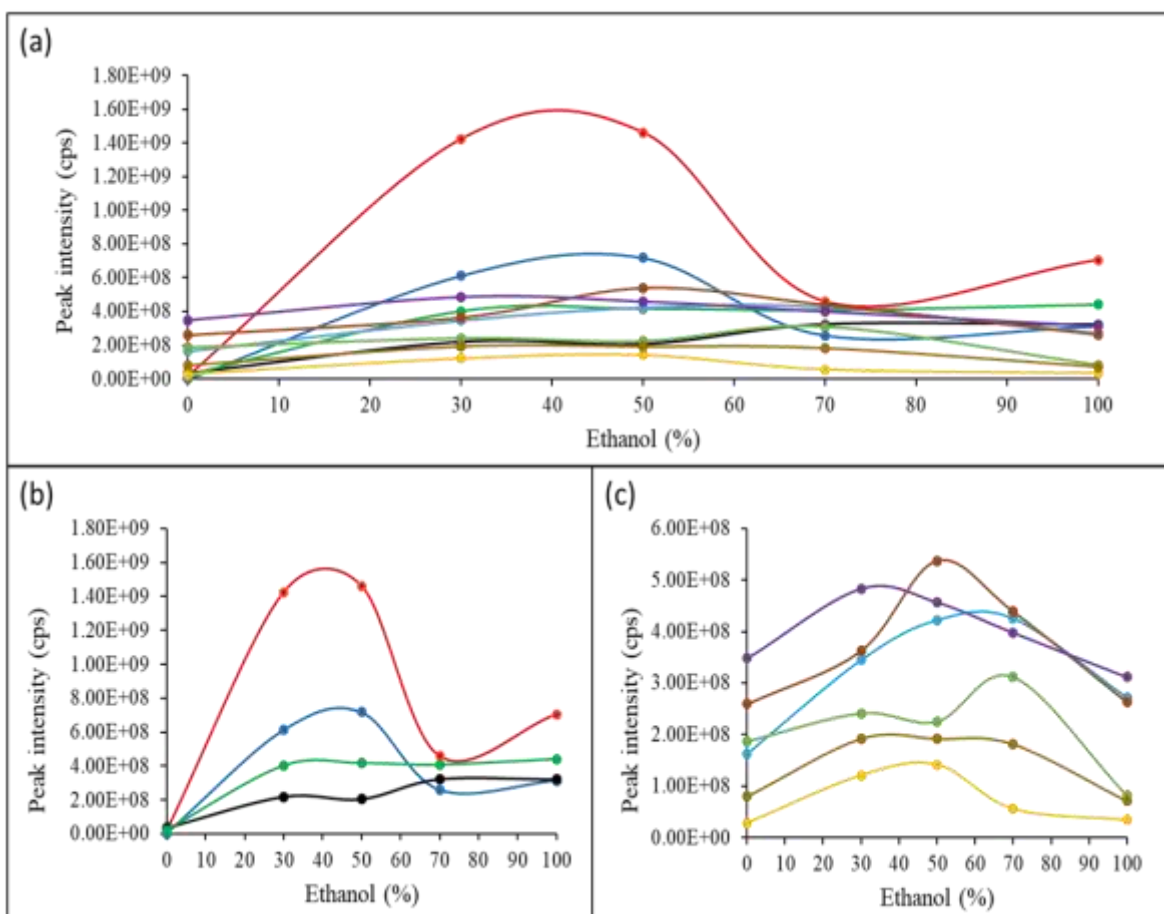 (a)
Peak intensity (cps)
1.80E+09
1.60E+09
1.40E+09
1.20E+09
1.00E+09
8.00E+08
6.00E+08
4.00E+08
2.00E+08
0.00E+00
0 10 20 30 40 50 60 70 80 90 100
Ethanol (%)
(b)
Peak intensity (cps)
1.80E+09
1.60E+09
1.40E+09
1.20E+09
1.00E+09
8.00E+08
6.00E+08
4.00E+08
2.00E+08
0.00E+00
0 10 20 30 40 50 60 70 80 90 100
Ethanol (%)
(c)
Peak intensity (cps)
6.00E+08
5.00E+08
4.00E+08
3.00E+08
2.00E+08
1.00E+08
0.00E+00
0 10 20 30 40 50 60 70 80 90 100
Ethanol (%)